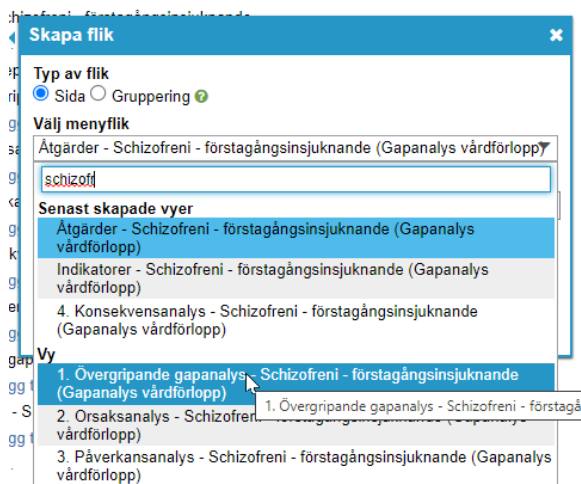 Skapa flik
Typ av flik
Sida Gruppering
Välj menyflik
Åtgärder - Schizofreni - förstagångsinsjuknande (Gapanalys vårdförlopp)
schizofr
Senast skapade vyer
Åtgärder - Schizofreni - förstagångsinsjuknande (Gapanalys
vårdförlopp)
Indikatorer - Schizofreni - förstagångsinsjuknande (Gapanalys
vårdförlopp)
4. Konsekvensanalys - Schizofreni - förstagångsinsjuknande
(Gapanalys vårdförlopp)
Vy
1. Övergripande gapanalys - Schizofreni - förstagångsinsjuknande
(Gapanalys vårdförlopp)
1. Övergripande gapanalys - Schizofreni - förstagå
2. Orsaksanalys - Schizofreni - förstagångsinsjuknande (Gapanalys
vårdförlopp)
3. Påverkansanalys - Schizofreni - förstagångsinsjuknande (Gapanalys
vårdförlopp)